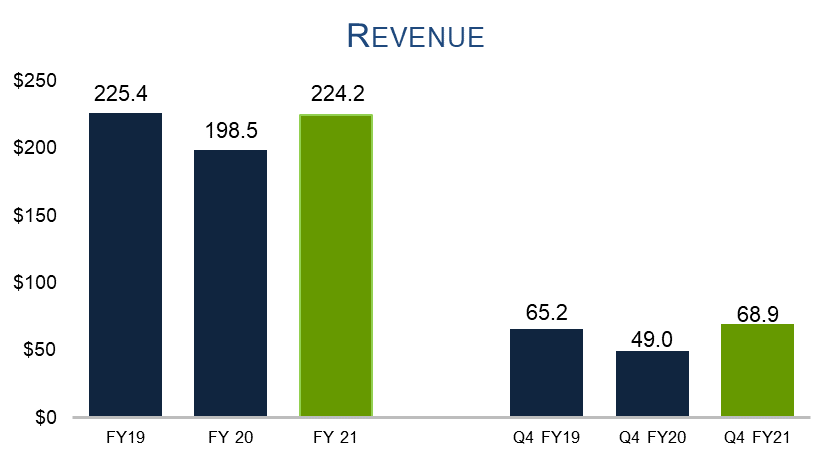 REVENUE
$250
$200
$150
$100
$50
$0
225.4
198.5
224.2
65.2
49.0
68.9
FY19
FY 20
FY 21
Q4 FY19
Q4 FY20
Q4 FY21